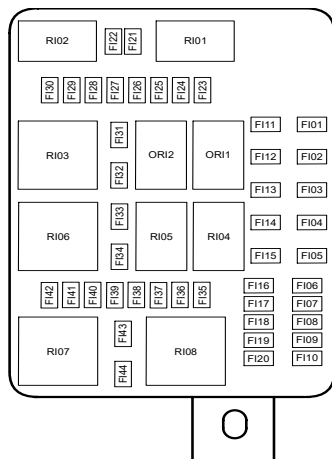 RI02 FI22 FI21 RI01
FI30 FI29 FI28 FI27 FI26 FI25 FI24 FI23
RI03 FI31 FI32 ORI2 ORI1
FI11 FI01
FI12 FI02
FI13 FI03
RI06 FI33 FI34 RI05 RI04
FI14 FI04
FI15 FI05
FI42 FI41 FI40 FI39 FI38 FI37 FI36 FI35
FI16 FI06
FI17 FI07
FI18 FI08
FI19 FI09
FI20 FI10
RI07 FI43 FI44 RI08